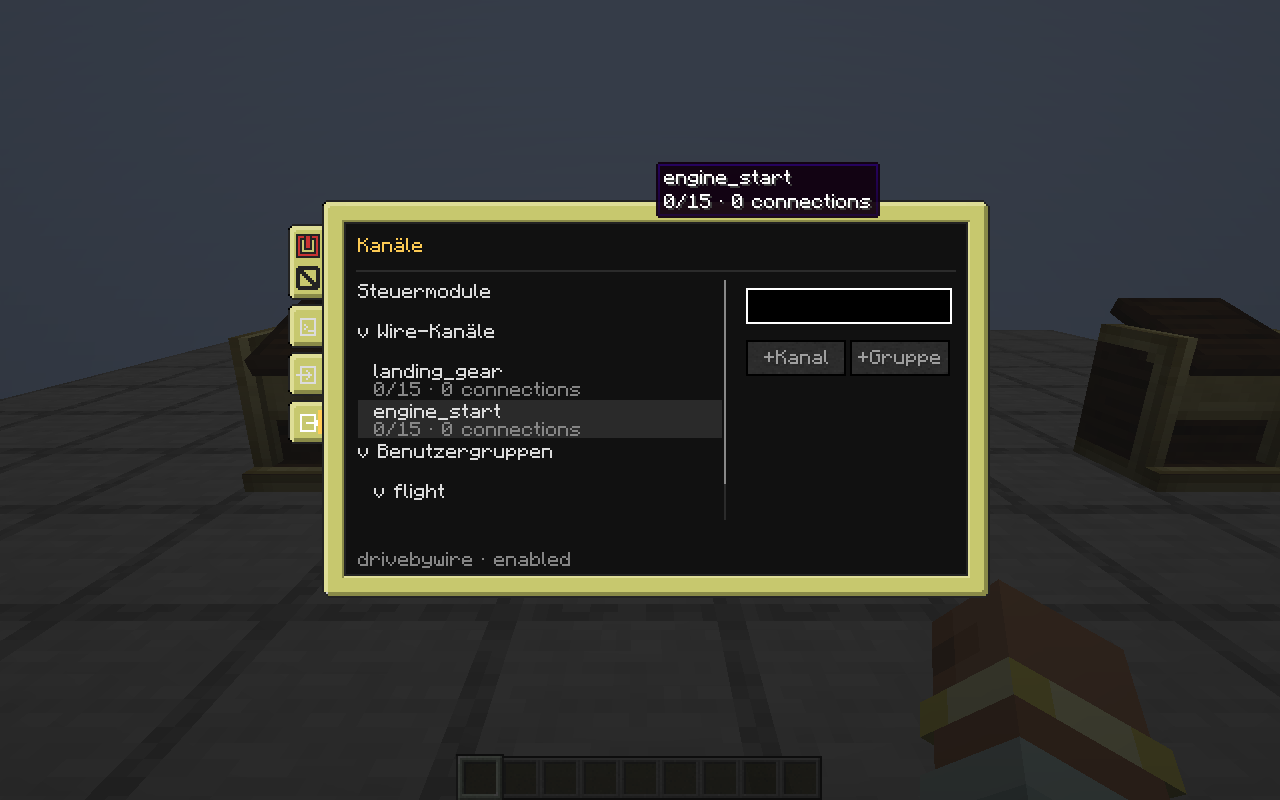 engine_start
0/15 · 0 connections
Kanäle
Steuermodule
v Wire-Kanäle
landing_gear
0/15 · 0 connections
engine_start
0/15 · 0 connections
v Benutzergruppen
v flight
+Kanal
+Gruppe
drivebywire · enabled